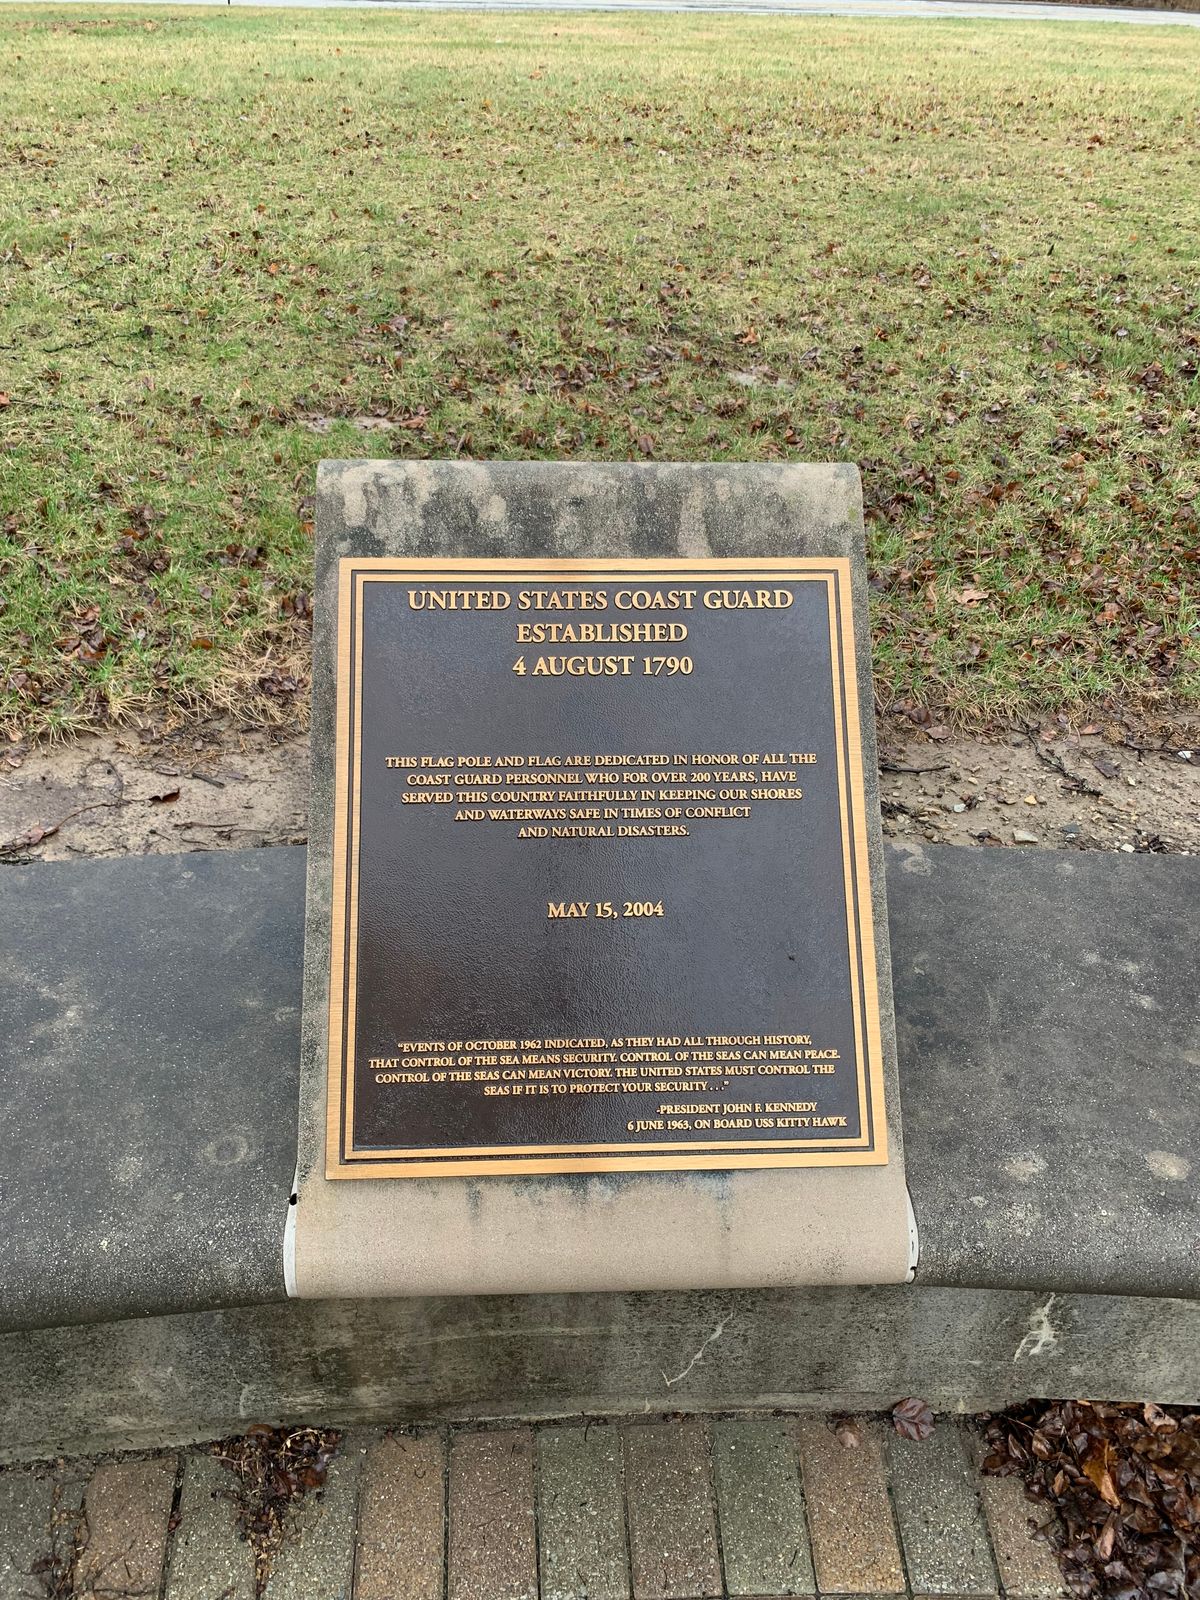 UNITED STATES COAST GUARD
ESTABLISHED
4 AUGUST 1790
THIS FLAG POLE AND FLAG ARE DEDICATED IN HONOR OF ALL THE
COAST GUARD PERSONNEL WHO FOR OVER 200 YEARS, HAVE
SERVED THIS COUNTRY FAITHFULLY IN KEEPING OUR SHORES
AND WATERWAYS SAFE IN TIMES OF CONFLICT
AND NATURAL DISASTERS.
MAY 15, 2004
"EVENTS OF OCTOBER 1962 INDICATED, AS THEY HAD ALL THROUGH HISTORY,
THAT CONTROL OF THE SEA MEANS SECURITY. CONTROL OF THE SEAS CAN MEAN PEACE.
CONTROL OF THE SEAS CAN MEAN VICTORY. THE UNITED STATES MUST CONTROL THE
SEAS IF IT IS TO PROTECT YOUR SECURITY . . ."
-PRESIDENT JOHN F. KENNEDY
6 JUNE 1963, ON BOARD USS KITTY HAWK